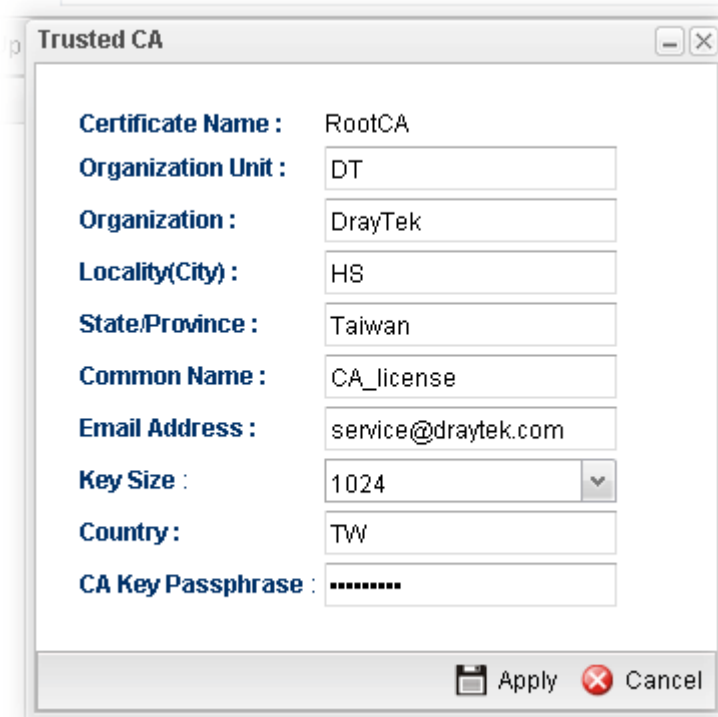 Trusted CA
Certificate Name : RootCA
Organization Unit : DT
Organization : DrayTek
Locality(City) : HS
State/Province : Taiwan
Common Name : CA_license
Email Address : service@draytek.com
Key Size : 1024
Country : TW
CA Key Passphrase : •••••••••
Apply Cancel